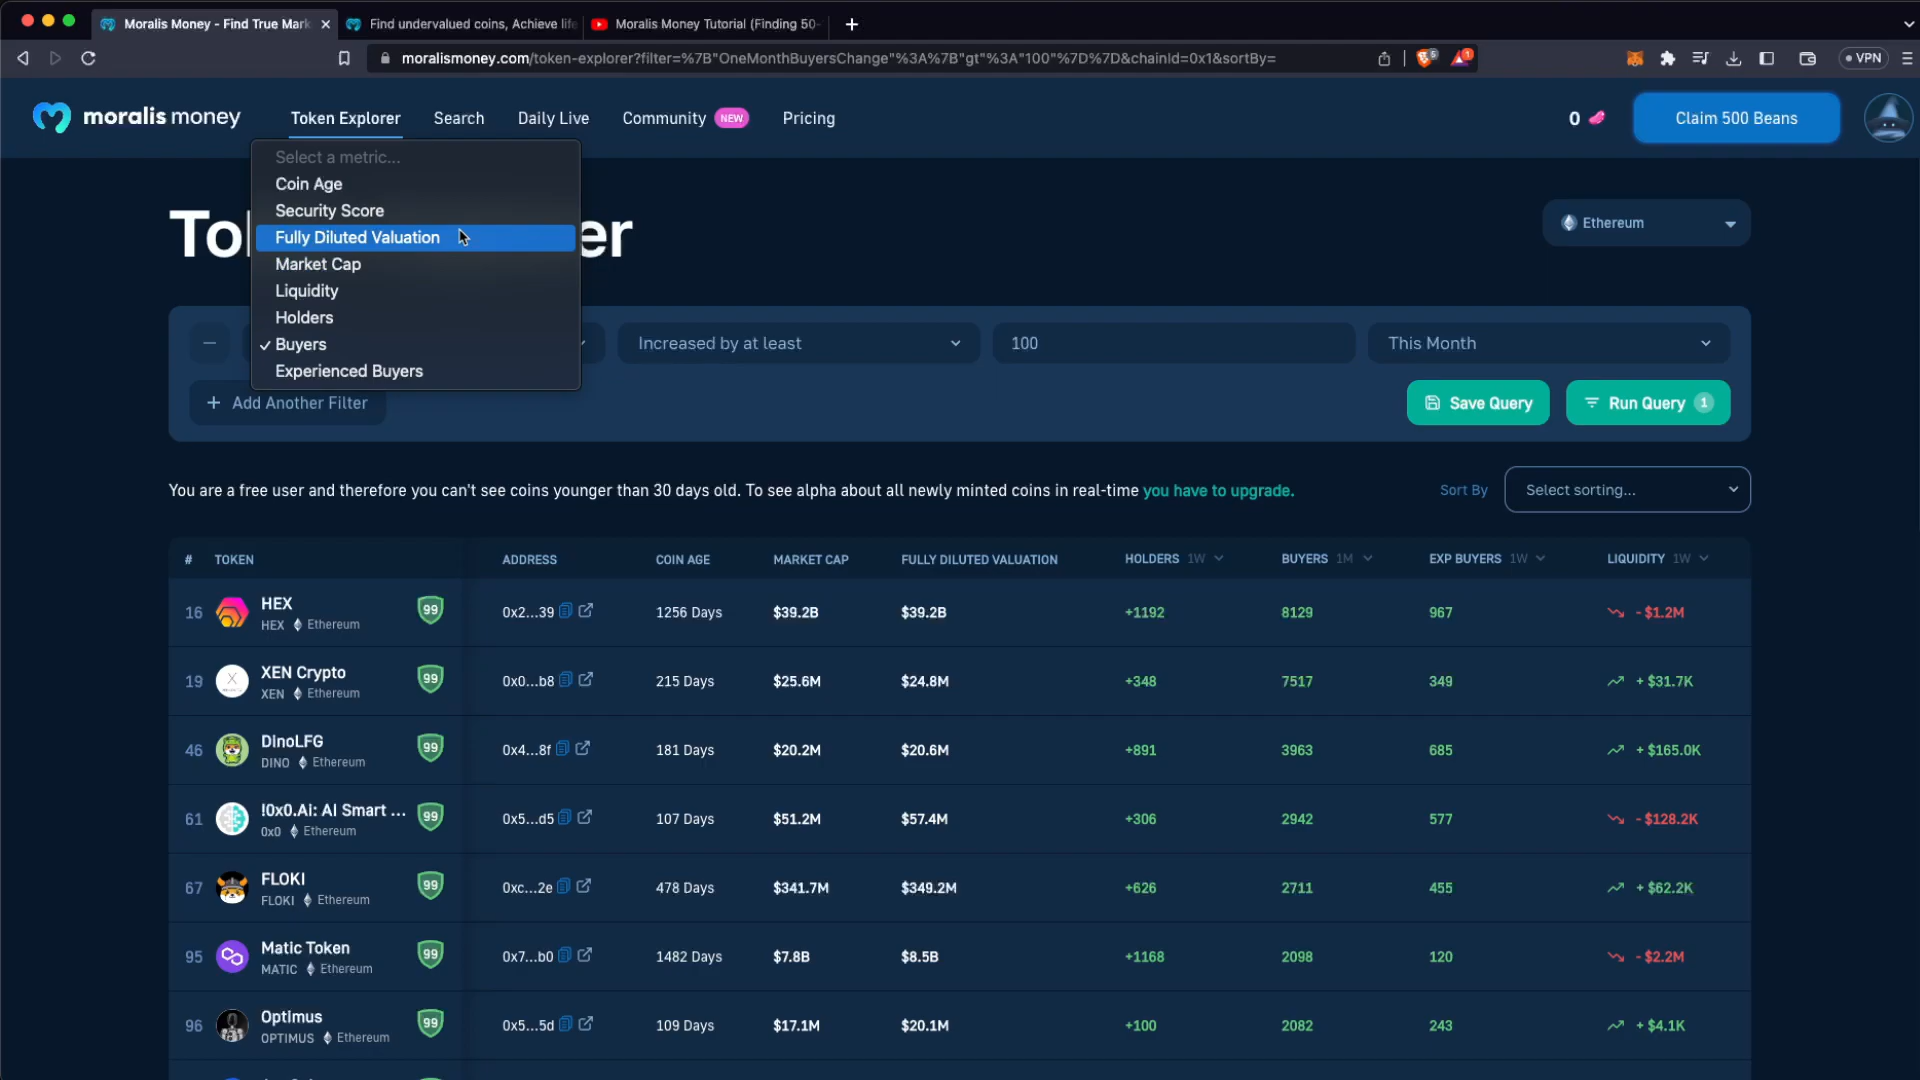 Moralis Money - Find True Mark
Find undervalued coins, Achieve life
Moralis Money Tutorial (Finding 50-
moralismoney.com/token-explorer?filter=%7B"OneMonthBuyersChange"%3A%7B"gt"%3A"100"%7D%7D&chainId=0x1&sortBy=
5
1
VPN
moralis money
Token Explorer
Search
Daily Live
Community NEW
Pricing
0
Claim 500 Beans
Select a metric...
Coin Age
Security Score
Fully Diluted Valuation
Market Cap
Liquidity
Holders
✓ Buyers
Experienced Buyers
To
er
Ethereum
Increased by at least
100
This Month
+ Add Another Filter
Save Query
Run Query 1
You are a free user and therefore you can't see coins younger than 30 days old. To see alpha about all newly minted coins in real-time you have to upgrade.
Sort By
Select sorting...
# TOKEN ADDRESS COIN AGE MARKET CAP FULLY DILUTED VALUATION HOLDERS 1W BUYERS 1M EXP BUYERS 1W LIQUIDITY 1W
16 HEX 99 0x2...39 1256 Days $39.2B $39.2B +1192 8129 967 - $1.2M
HEX Ethereum
19 XEN Crypto 99 0x0...b8 215 Days $25.6M $24.8M +348 7517 349 + $31.7K
XEN Ethereum
46 DinoLFG 99 0x4...8f 181 Days $20.2M $20.6M +891 3963 685 + $165.0K
DINO Ethereum
61 !0x0.Ai: AI Smart ... 99 0x5...d5 107 Days $51.2M $57.4M +306 2942 577 - $128.2K
0x0 Ethereum
67 FLOKI 99 0xc...2e 478 Days $341.7M $349.2M +626 2711 455 + $62.2K
FLOKI Ethereum
95 Matic Token 99 0x7...b0 1482 Days $7.8B $8.5B +1168 2098 120 - $2.2M
MATIC Ethereum
96 Optimus 99 0x5...5d 109 Days $17.1M $20.1M +100 2082 243 + $4.1K
OPTIMUS Ethereum